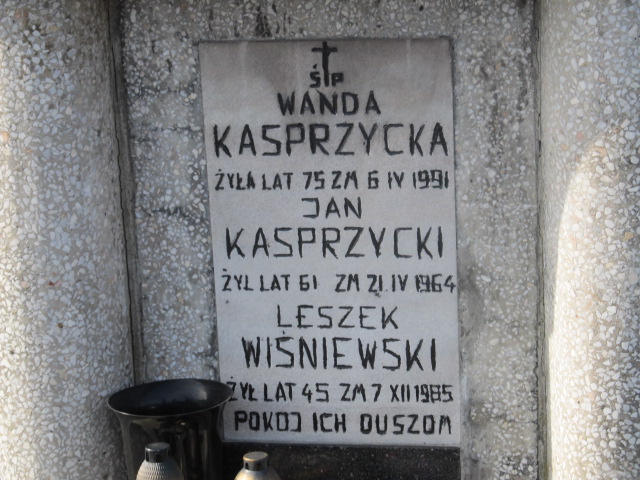 ŚP
WANDA
KASPRZYCKA
ŻYŁA LAT 75 ZM 6 IV 1991
JAN
KASPRZYCKI
ŻYŁ LAT 61 ZM 21.IV 1964
LESZEK
WIŚNIEWSKI
ŻYŁ LAT 45 ZM 7 XII 1985
POKÓJ ICH DUSZOM